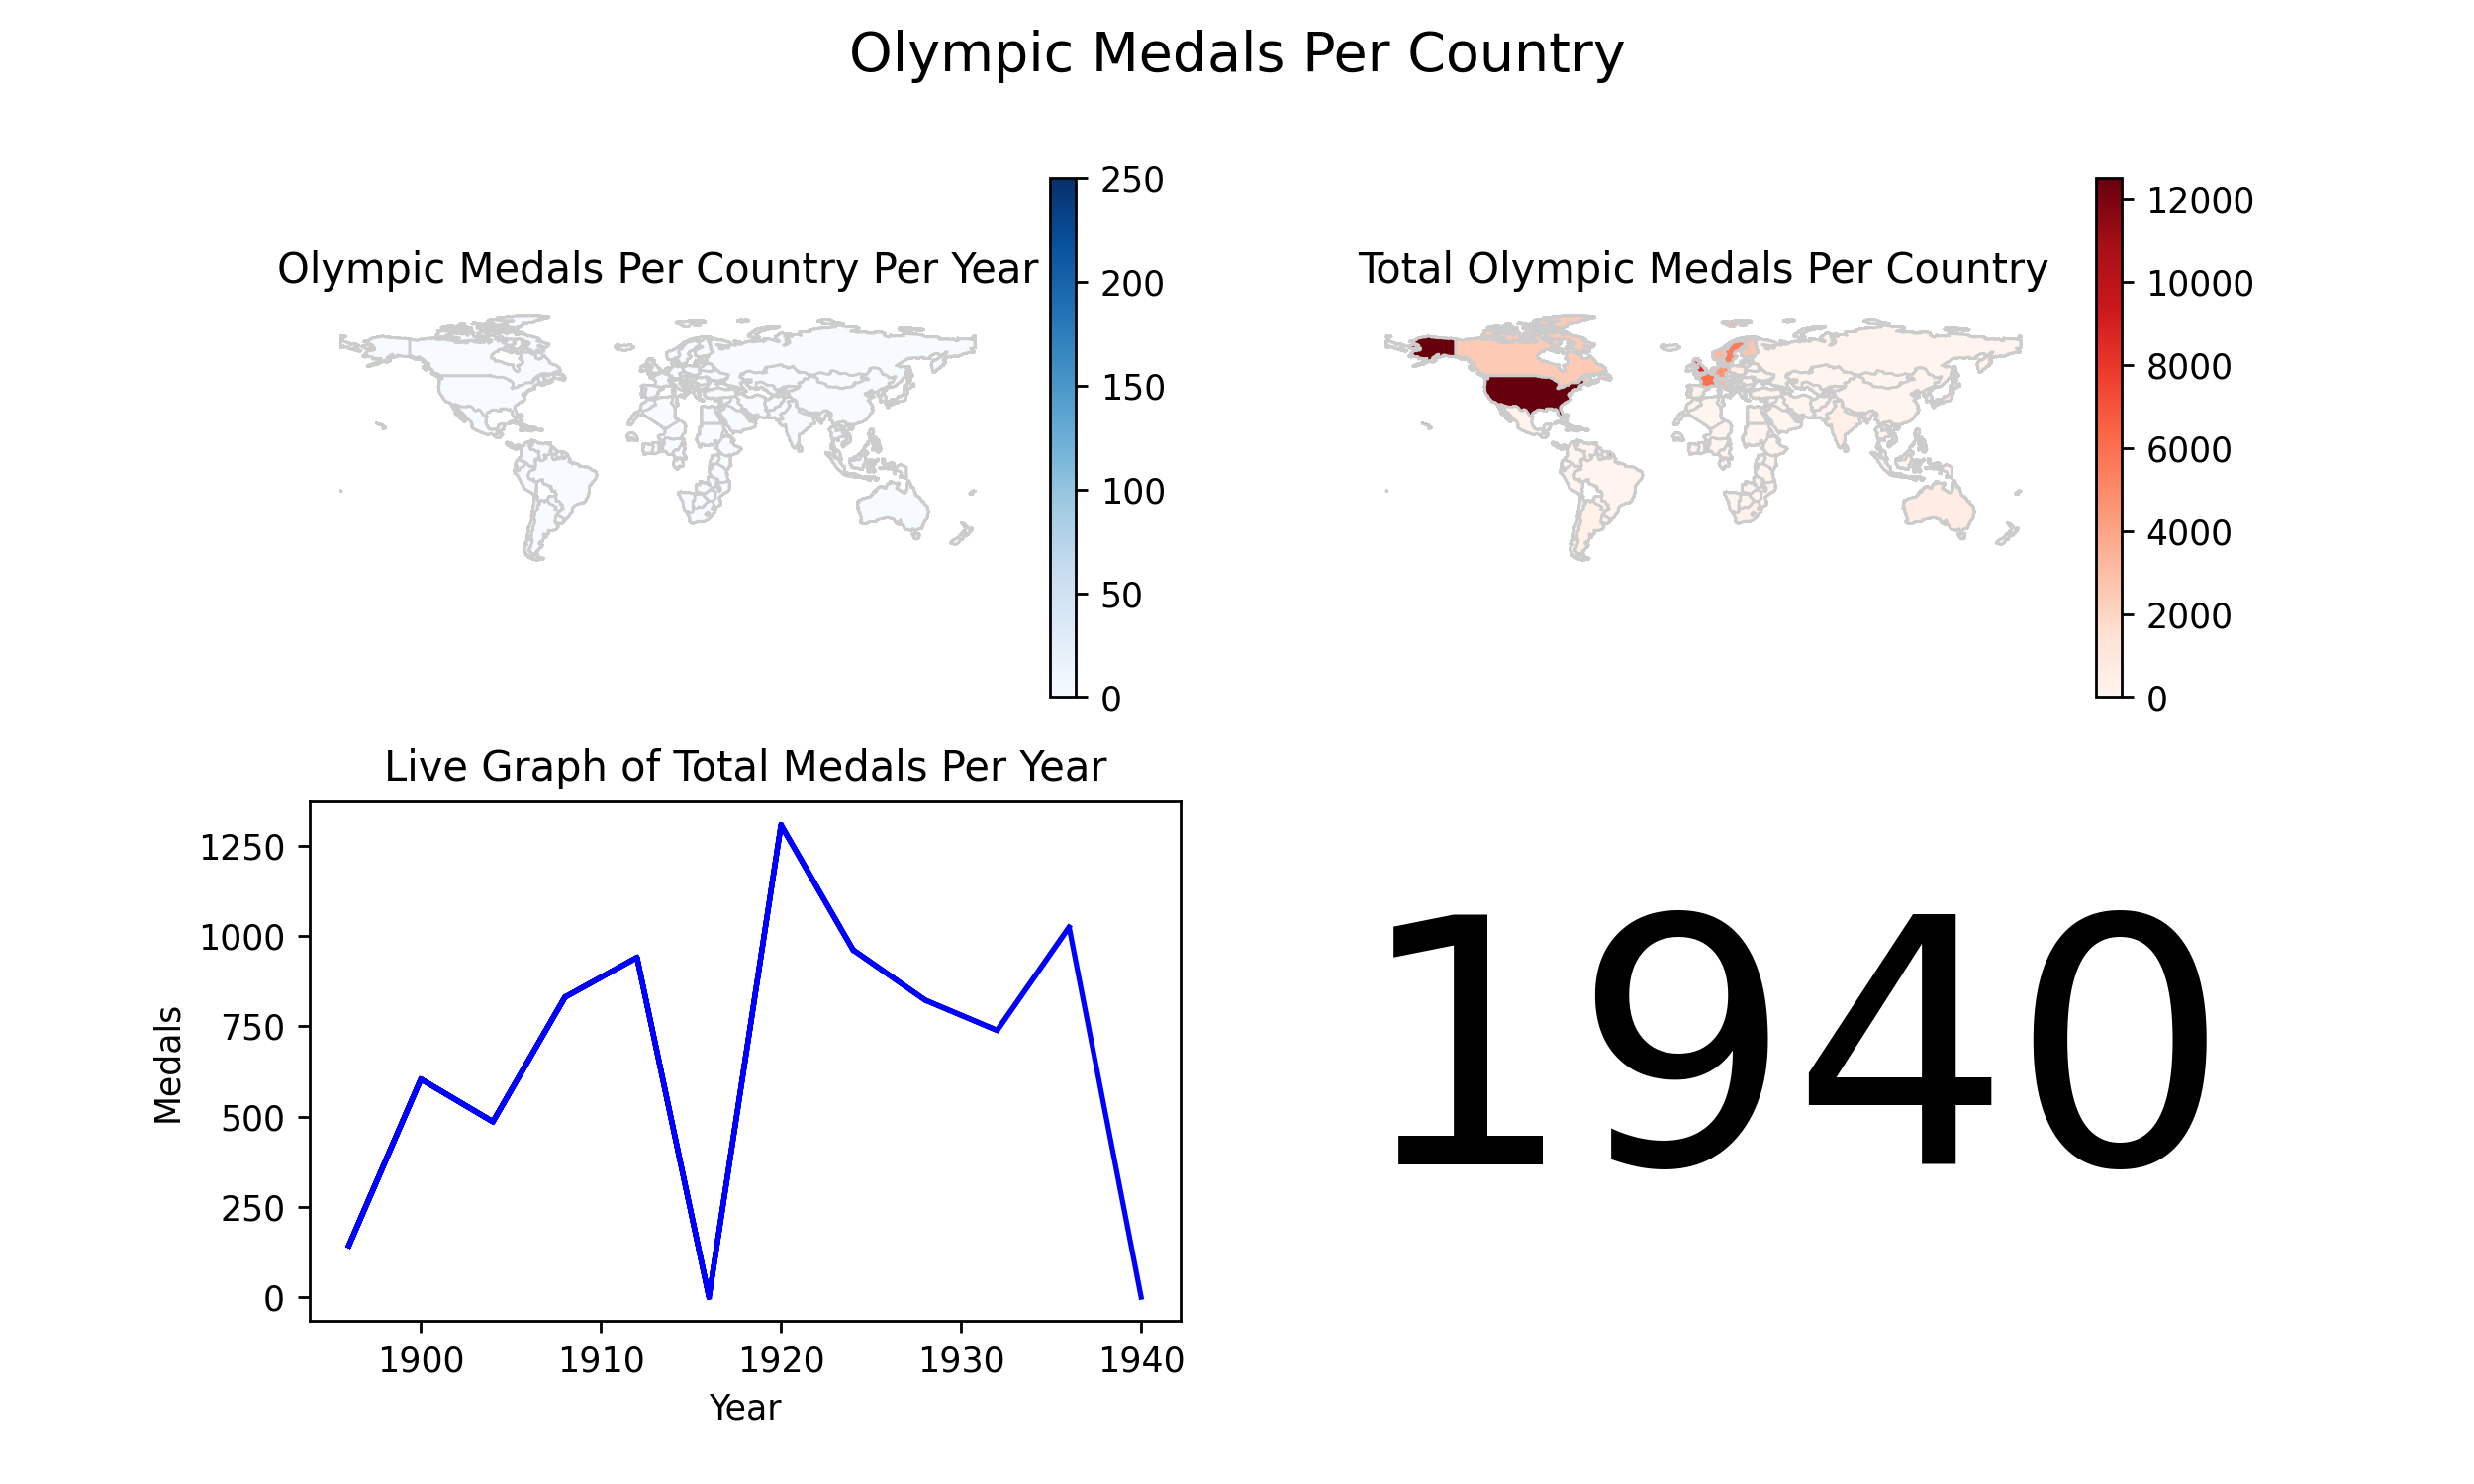 Olympic Medals Per Country
Olympic Medals Per Country Per Year
250
200
150
100
50
0
Total Olympic Medals Per Country
12000
10000
8000
6000
4000
2000
0
Live Graph of Total Medals Per Year
Medals
1250
1000
750
500
250
0
1900 1910 1920 1930 1940
Year
1940